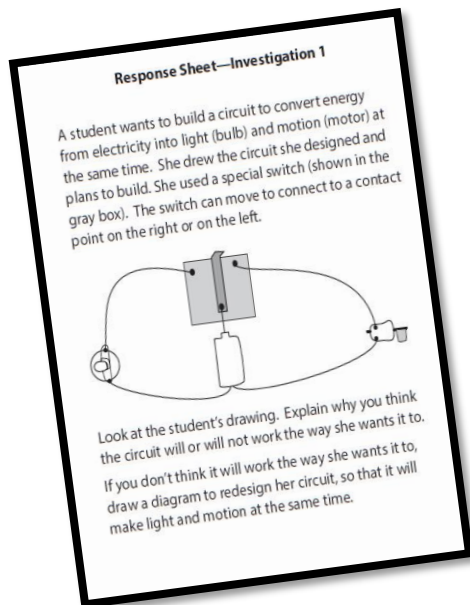 Response Sheet—Investigation 1
A student wants to build a circuit to convert energy
from electricity into light (bulb) and motion (motor) at
the same time. She drew the circuit she designed and
plans to build. She used a special switch (shown in the
gray box). The switch can move to connect to a contact
point on the right or on the left.
Look at the student's drawing. Explain why you think
the circuit will or will not work the way she wants it to.
If you don't think it will work the way she wants it to,
draw a diagram to redesign her circuit, so that it will
make light and motion at the same time.